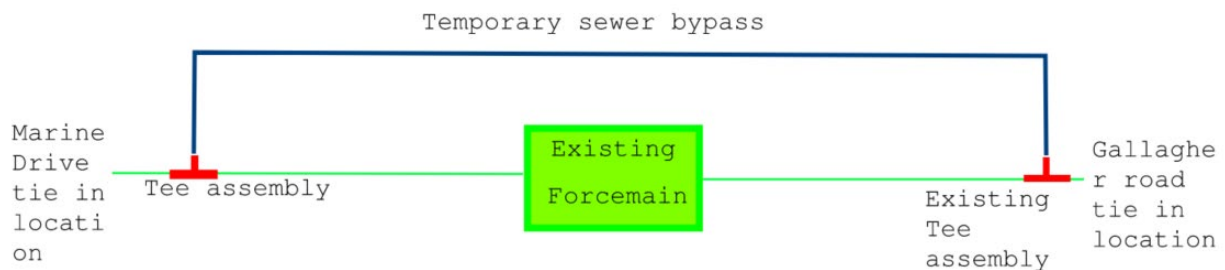 Temporary sewer bypass
Marine
Drive
tie in
locati
on
Tee assembly
Existing
Forcemain
Existing
Tee
assembly
Gallaghe
r road
tie in
location